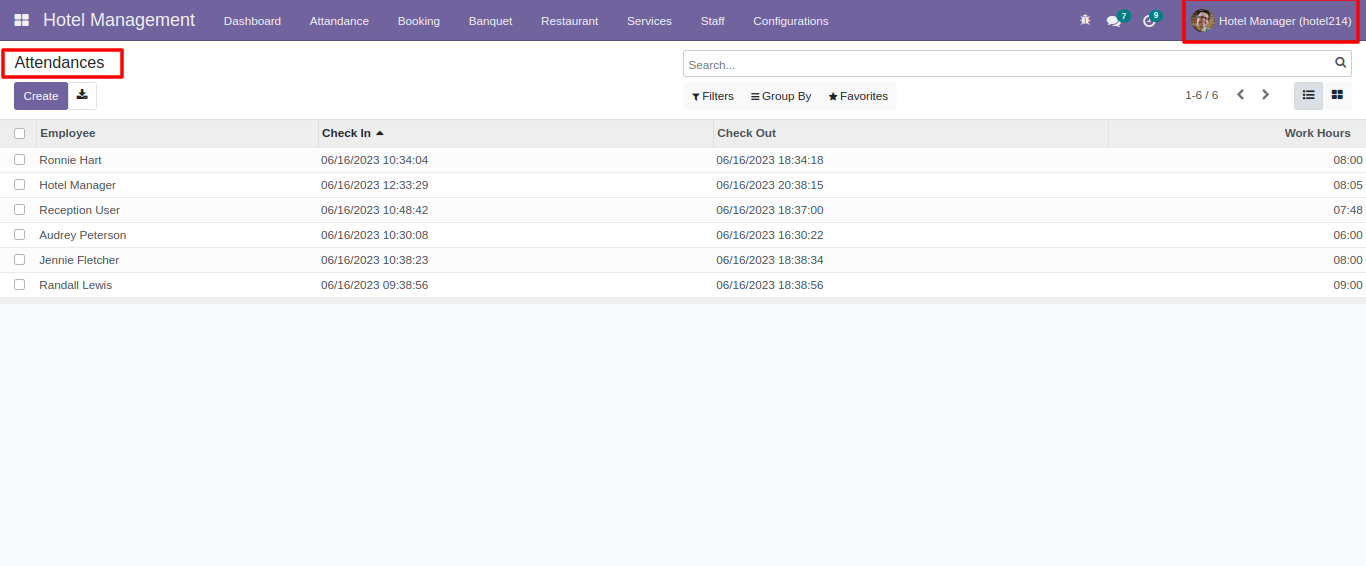 Hotel Management Dashboard Attendance Booking Banquet Restaurant Services Staff Configurations 7 9 Hotel Manager (hotel214)
Attendances
Search...
Create Filters Group By Favorites 1-6 / 6
Employee Check In Check Out Work Hours
Ronnie Hart 06/16/2023 10:34:04 06/16/2023 18:34:18 08:00
Hotel Manager 06/16/2023 12:33:29 06/16/2023 20:38:15 08:05
Reception User 06/16/2023 10:48:42 06/16/2023 18:37:00 07:48
Audrey Peterson 06/16/2023 10:30:08 06/16/2023 16:30:22 06:00
Jennie Fletcher 06/16/2023 10:38:23 06/16/2023 18:38:34 08:00
Randall Lewis 06/16/2023 09:38:56 06/16/2023 18:38:56 09:00